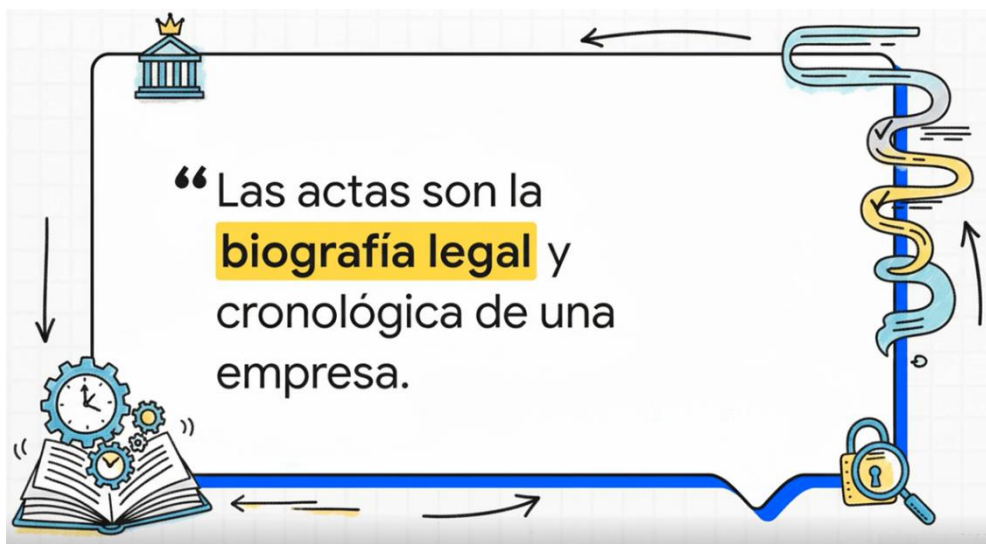 “Las actas son la
biografía legal y
cronológica de una
empresa.